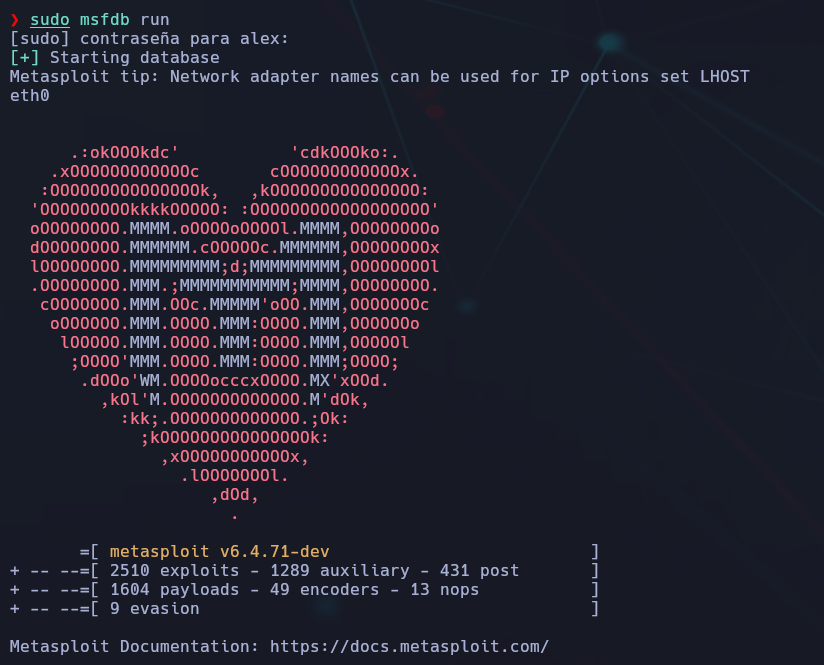 ❯ sudo msfdb run
[sudo] contraseña para alex:
[+] Starting database
Metasploit tip: Network adapter names can be used for IP options set LHOST
eth0
      .:okOOOkdc'           'cdkOOOko:.
    .xOOOOOOOOOOOOc       cOOOOOOOOOOOOx.
   :OOOOOOOOOOOOOOOk,   ,kOOOOOOOOOOOOOOO:
  'OOOOOOOOOkkkkOOOOO: :OOOOOOOOOOOOOOOOOO'
  oOOOOOOOO.MMMM.oOOOOoOOOOl.MMMM,OOOOOOOOo
  dOOOOOOOO.MMMMMM.cOOOOOc.MMMMMM,OOOOOOOOx
  lOOOOOOOO.MMMMMMMMM;d;MMMMMMMMM,OOOOOOOOl
  .OOOOOOOO.MMM.;MMMMMMMMMMM;MMMM,OOOOOOOO.
   cOOOOOOO.MMM.OOc.MMMMM'oOO.MMM,OOOOOOOc
    oOOOOOO.MMM.OOOO.MMM:OOOO.MMM,OOOOOOo
     lOOOOO.MMM.OOOO.MMM:OOOO.MMM,OOOOOl
      ;OOOO'MMM.OOOO.MMM:OOOO.MMM;OOOO;
       .dOOo'WM.OOOOocccxOOOO.MX'xOOd.
         ,kOl'M.OOOOOOOOOOOOO.M'dOk,
           :kk;.OOOOOOOOOOOOO.;Ok:
             ;kOOOOOOOOOOOOOOOk:
               ,xOOOOOOOOOOOx,
                 .lOOOOOOOl.
                    ,dOd,
                      .
       =[ metasploit v6.4.71-dev                          ]
+ -- --=[ 2510 exploits - 1289 auxiliary - 431 post       ]
+ -- --=[ 1604 payloads - 49 encoders - 13 nops           ]
+ -- --=[ 9 evasion                                       ]
Metasploit Documentation: https://docs.metasploit.com/